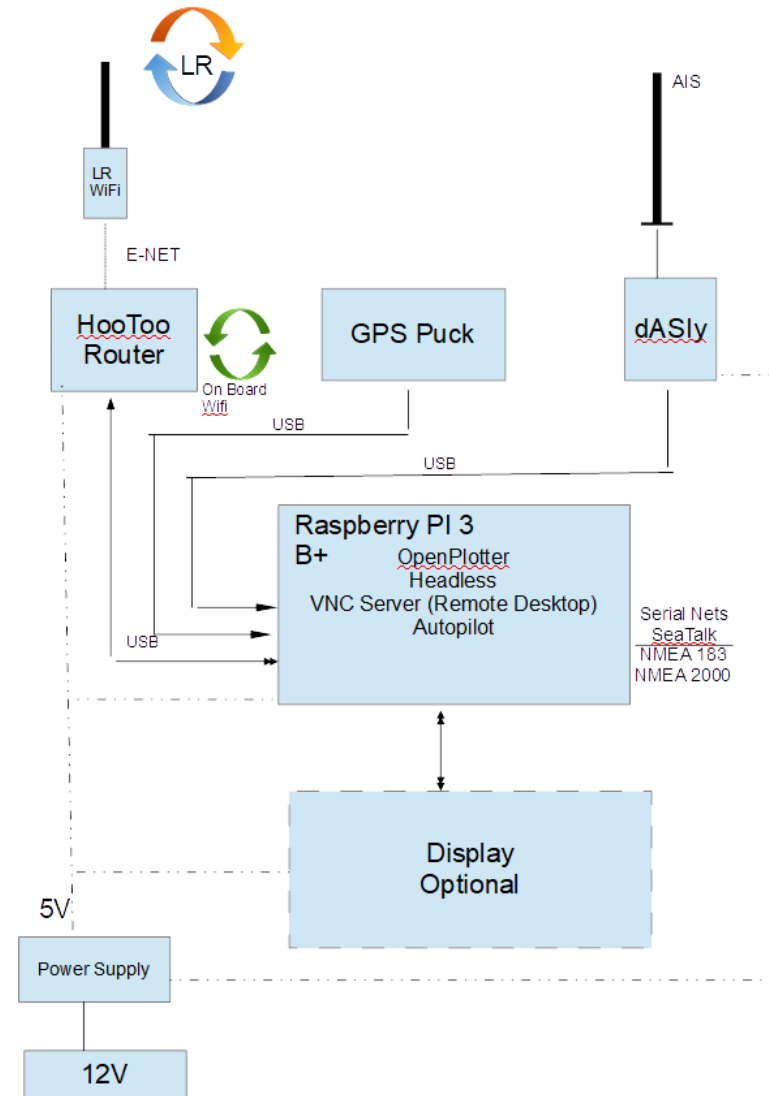 LR
AIS
LR
WiFi
E-NET
HooToo
Router
GPS Puck
dASIy
On Board
Wifi
USB
USB
Raspberry PI 3
B+
OpenPlotter
Headless
VNC Server (Remote Desktop)
Autopilot
Serial Nets
SeaTalk
NMEA 183
NMEA 2000
USB
Display
Optional
5V
Power Supply
12V